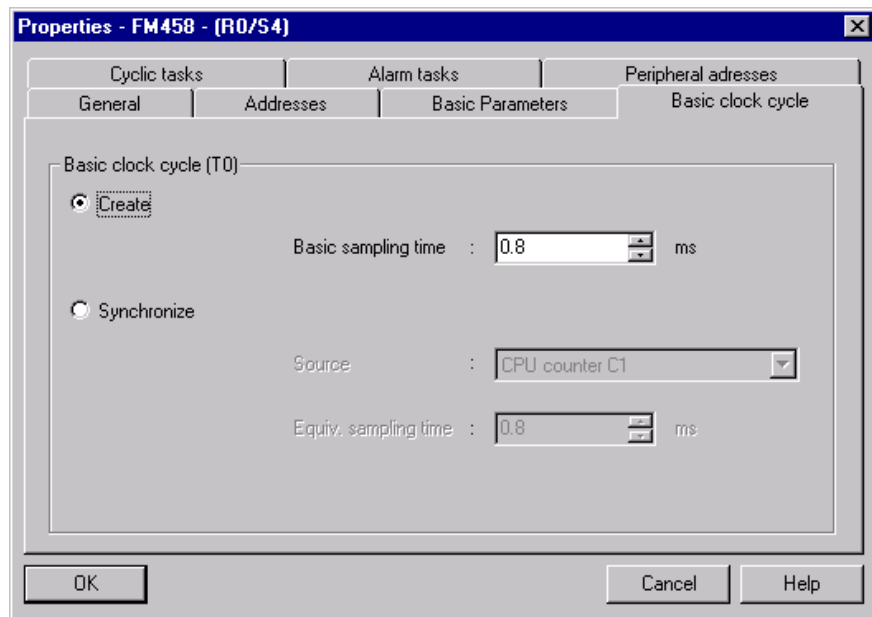 Properties - FM458 - (R0/S4)
Cyclic tasks Alarm tasks Peripheral adresses
General Addresses Basic Parameters Basic clock cycle
Basic clock cycle (T0)
Create
Basic sampling time : 0.8 ms
Synchronize
Source : CPU counter C1
Equiv. sampling time : 0.8 ms
OK Cancel Help